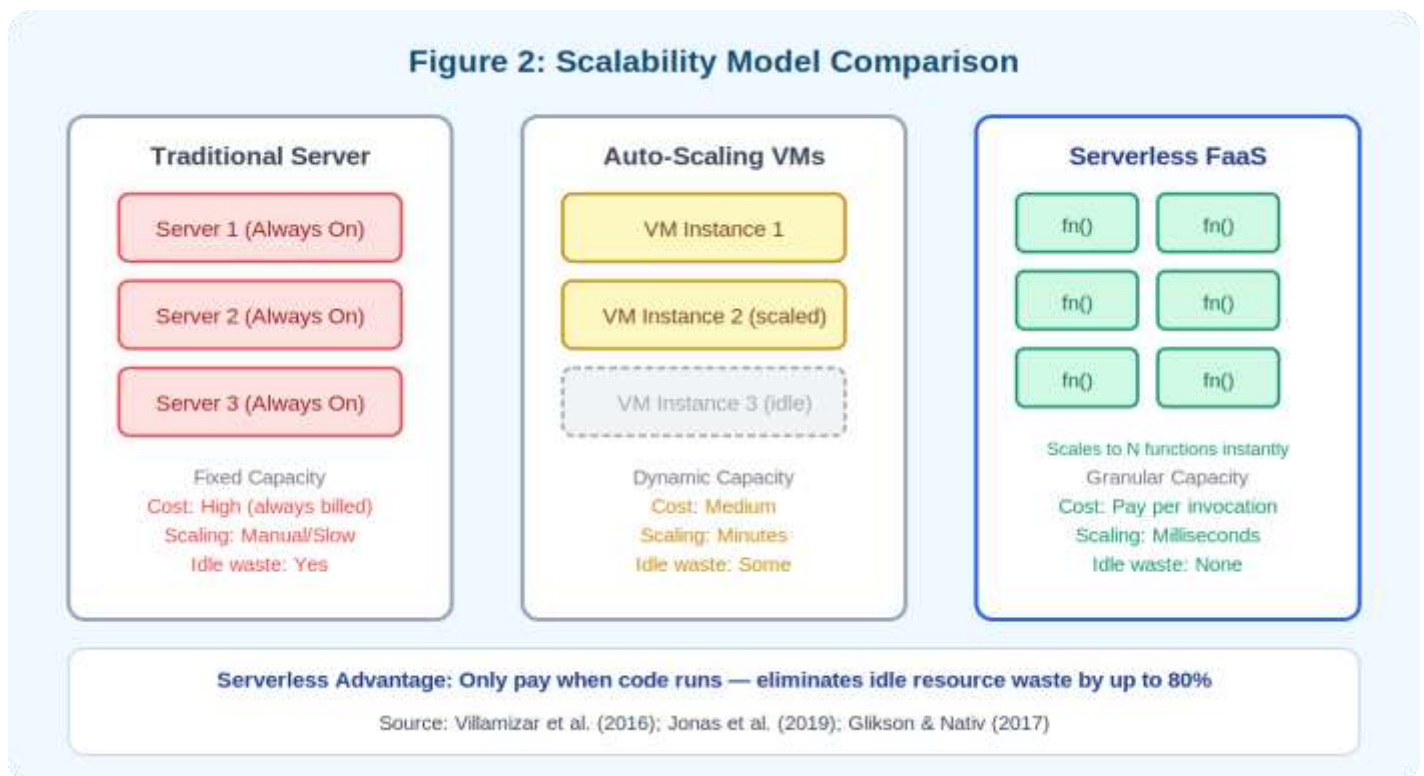 Figure 2: Scalability Model Comparison
Traditional Server
Server 1 (Always On)
Server 2 (Always On)
Server 3 (Always On)
Fixed Capacity
Cost: High (always billed)
Scaling: Manual/Slow
Idle waste: Yes
Auto-Scaling VMs
VM Instance 1
VM Instance 2 (scaled)
VM Instance 3 (idle)
Dynamic Capacity
Cost: Medium
Scaling: Minutes
Idle waste: Some
Serverless FaaS
fn()
fn()
fn()
fn()
fn()
fn()
Scales to N functions instantly
Granular Capacity
Cost: Pay per invocation
Scaling: Milliseconds
Idle waste: None
Serverless Advantage: Only pay when code runs — eliminates idle resource waste by up to 80%
Source: Villamizar et al. (2016); Jonas et al. (2019); Glikson & Nativ (2017)